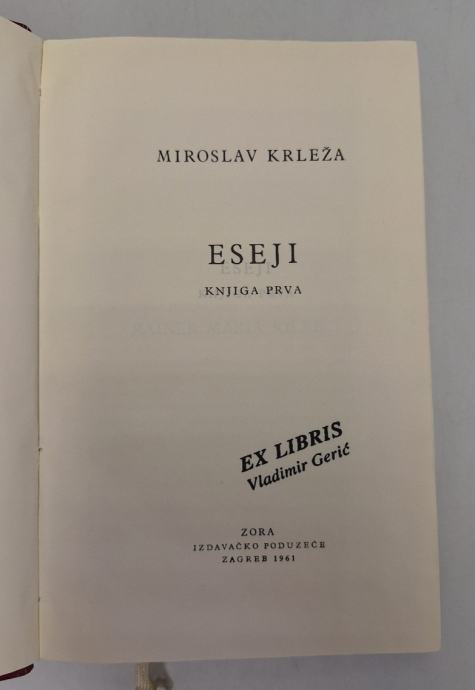 MIROSLAV KRLEŽA
ESEJI
KNJIGA PRVA
EX LIBRIS
Vladimir Gerić
ZORA
IZDAVAČKO PODUZEĆE
ZAGREB 1961